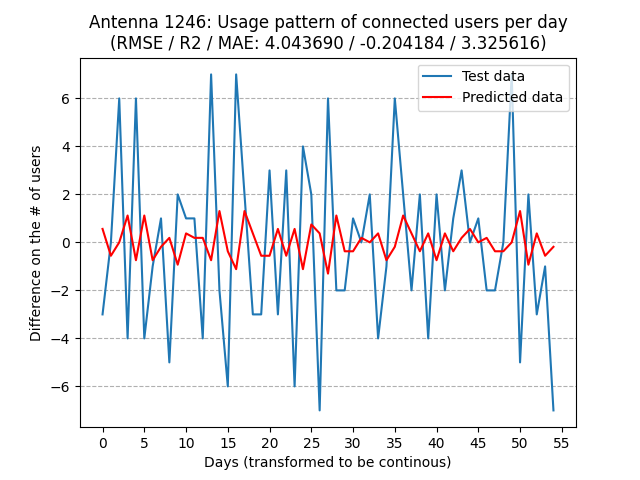 Antenna 1246: Usage pattern of connected users per day
(RMSE / R2 / MAE: 4.043690 / -0.204184 / 3.325616)
Test data
Predicted data
Difference on the # of users
6
4
2
0
−2
−4
−6
0 5 10 15 20 25 30 35 40 45 50 55
Days (transformed to be continous)